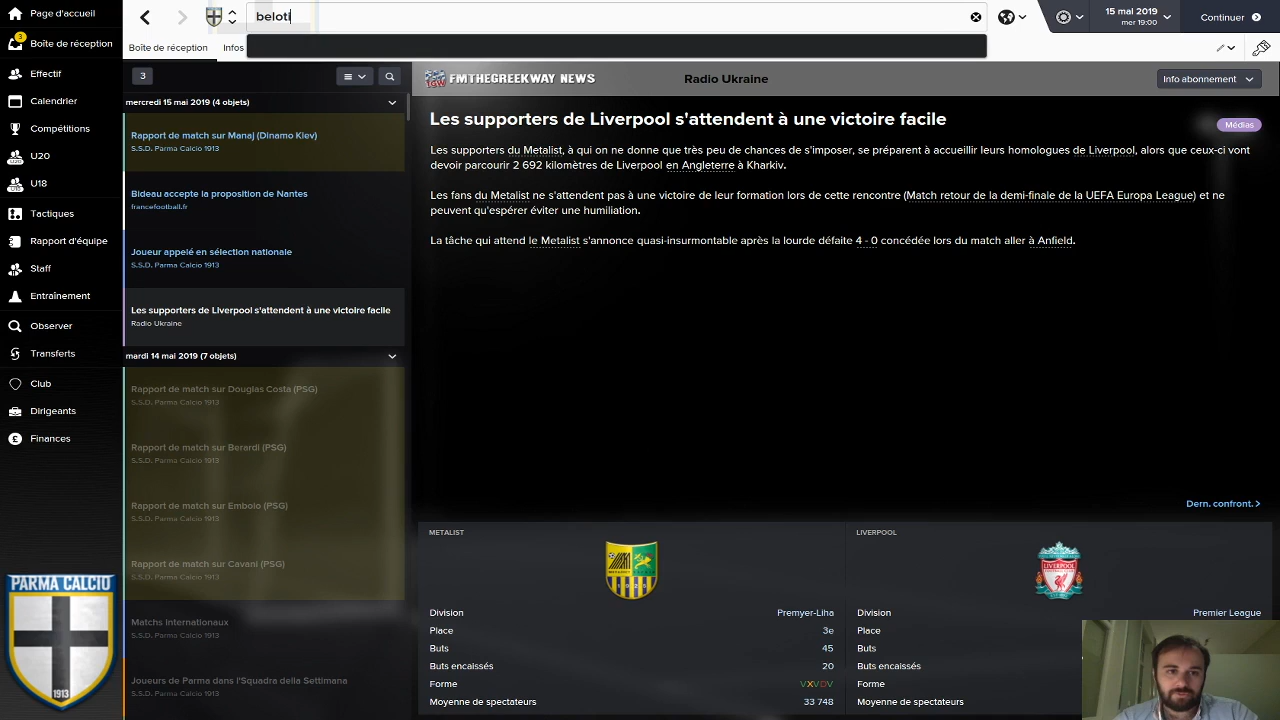 Page d'accueil
beloti
15 mai 2019
mer 19:00
Continuer
3
Boîte de réception
Boîte de réception
Infos
Effectif
Calendrier
Compétitions
U20
U18
Tactiques
Rapport d'équipe
Staff
Entraînement
Observer
Transferts
Club
Dirigeants
Finances
PARMA CALCIO
1913
3
mercredi 15 mai 2019 (4 objets)
Rapport de match sur Manaj (Dinamo Kiev)
S.S.D. Parma Calcio 1913
Bideau accepte la proposition de Nantes
francefootball.fr
Joueur appelé en sélection nationale
S.S.D. Parma Calcio 1913
Les supporters de Liverpool s'attendent à une victoire facile
Radio Ukraine
mardi 14 mai 2019 (7 objets)
Rapport de match sur Douglas Costa (PSG)
S.S.D. Parma Calcio 1913
Rapport de match sur Berardi (PSG)
S.S.D. Parma Calcio 1913
Rapport de match sur Embolo (PSG)
S.S.D. Parma Calcio 1913
Rapport de match sur Cavani (PSG)
S.S.D. Parma Calcio 1913
Matchs internationaux
S.S.D. Parma Calcio 1913
Joueurs de Parma dans l'Squadra della Settimana
S.S.D. Parma Calcio 1913
FMTHEGREEKWAY NEWS
Radio Ukraine
Info abonnement
Les supporters de Liverpool s'attendent à une victoire facile
Médias
Les supporters du Metalist, à qui on ne donne que très peu de chances de s'imposer, se préparent à accueillir leurs homologues de Liverpool, alors que ceux-ci vont
devoir parcourir 2 692 kilomètres de Liverpool en Angleterre à Kharkiv.
Les fans du Metalist ne s'attendent pas à une victoire de leur formation lors de cette rencontre (Match retour de la demi-finale de la UEFA Europa League) et ne
peuvent qu'espérer éviter une humiliation.
La tâche qui attend le Metalist s'annonce quasi-insurmontable après la lourde défaite 4 - 0 concédée lors du match aller à Anfield.
Dern. confront. >
METALIST
Division Premyer-Liha
Place 3e
Buts 45
Buts encaissés 20
Forme VXVDV
Moyenne de spectateurs 33 748
LIVERPOOL
Division Premier League
Place
Buts
Buts encaissés
Forme
Moyenne de spectateurs